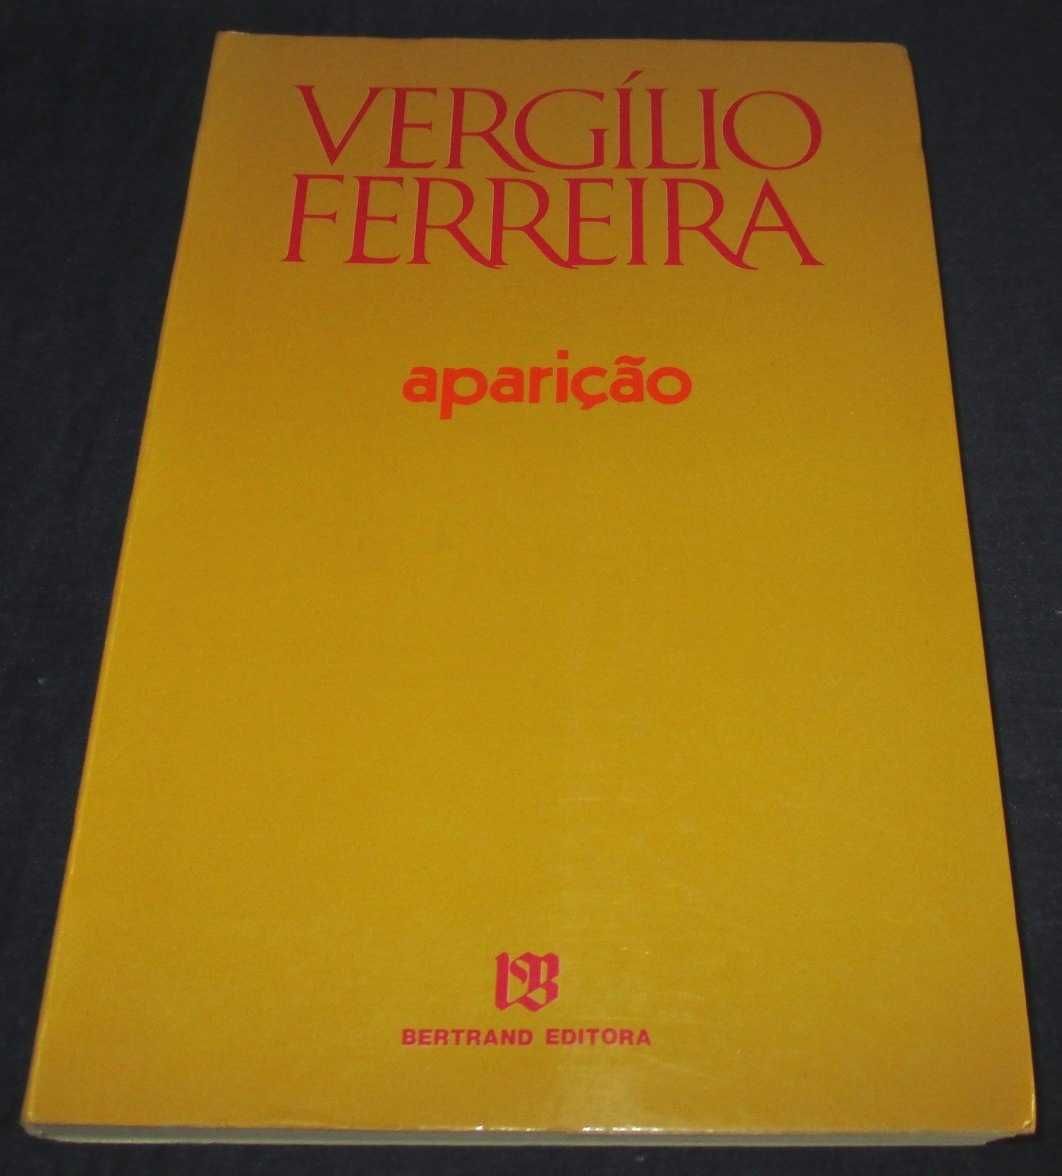 VERGÍLIO
FERREIRA
aparição
BERTRAND EDITORA